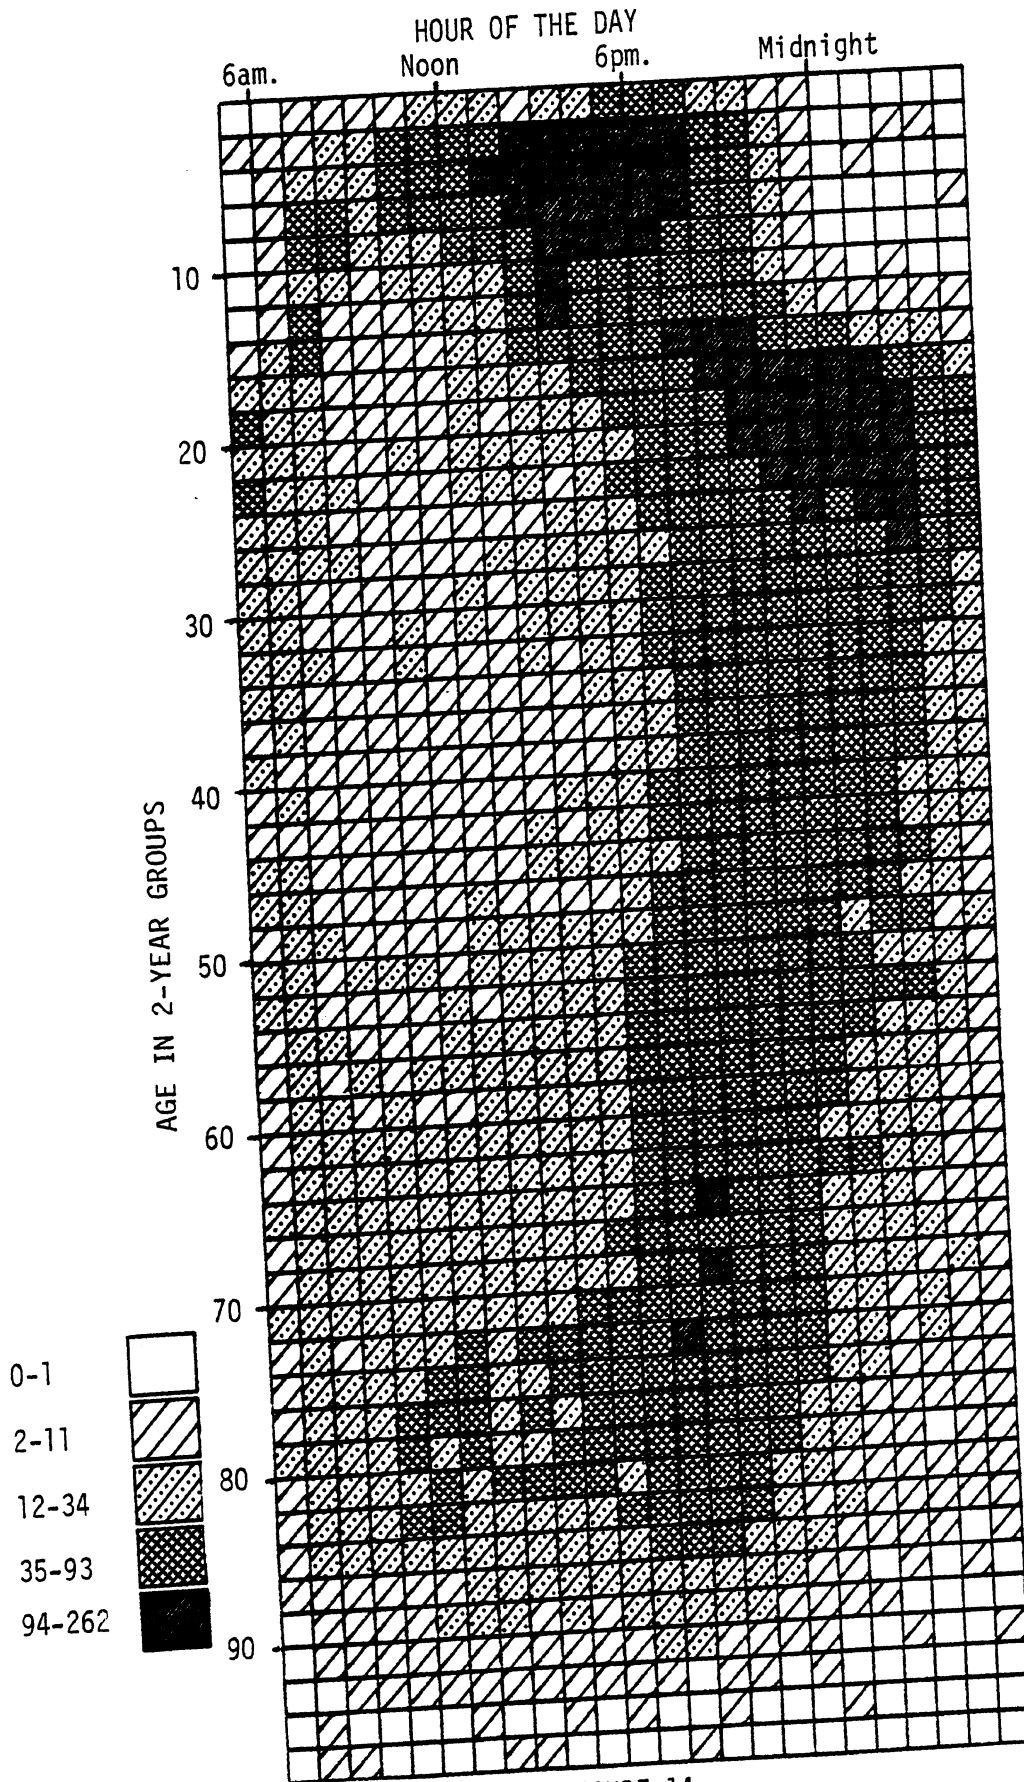 HOUR OF THE DAY
6am.
Noon
6pm.
Midnight
10
20
30
40
50
60
70
80
90
AGE IN 2-YEAR GROUPS
0-1
2-11
12-34
35-93
94-262